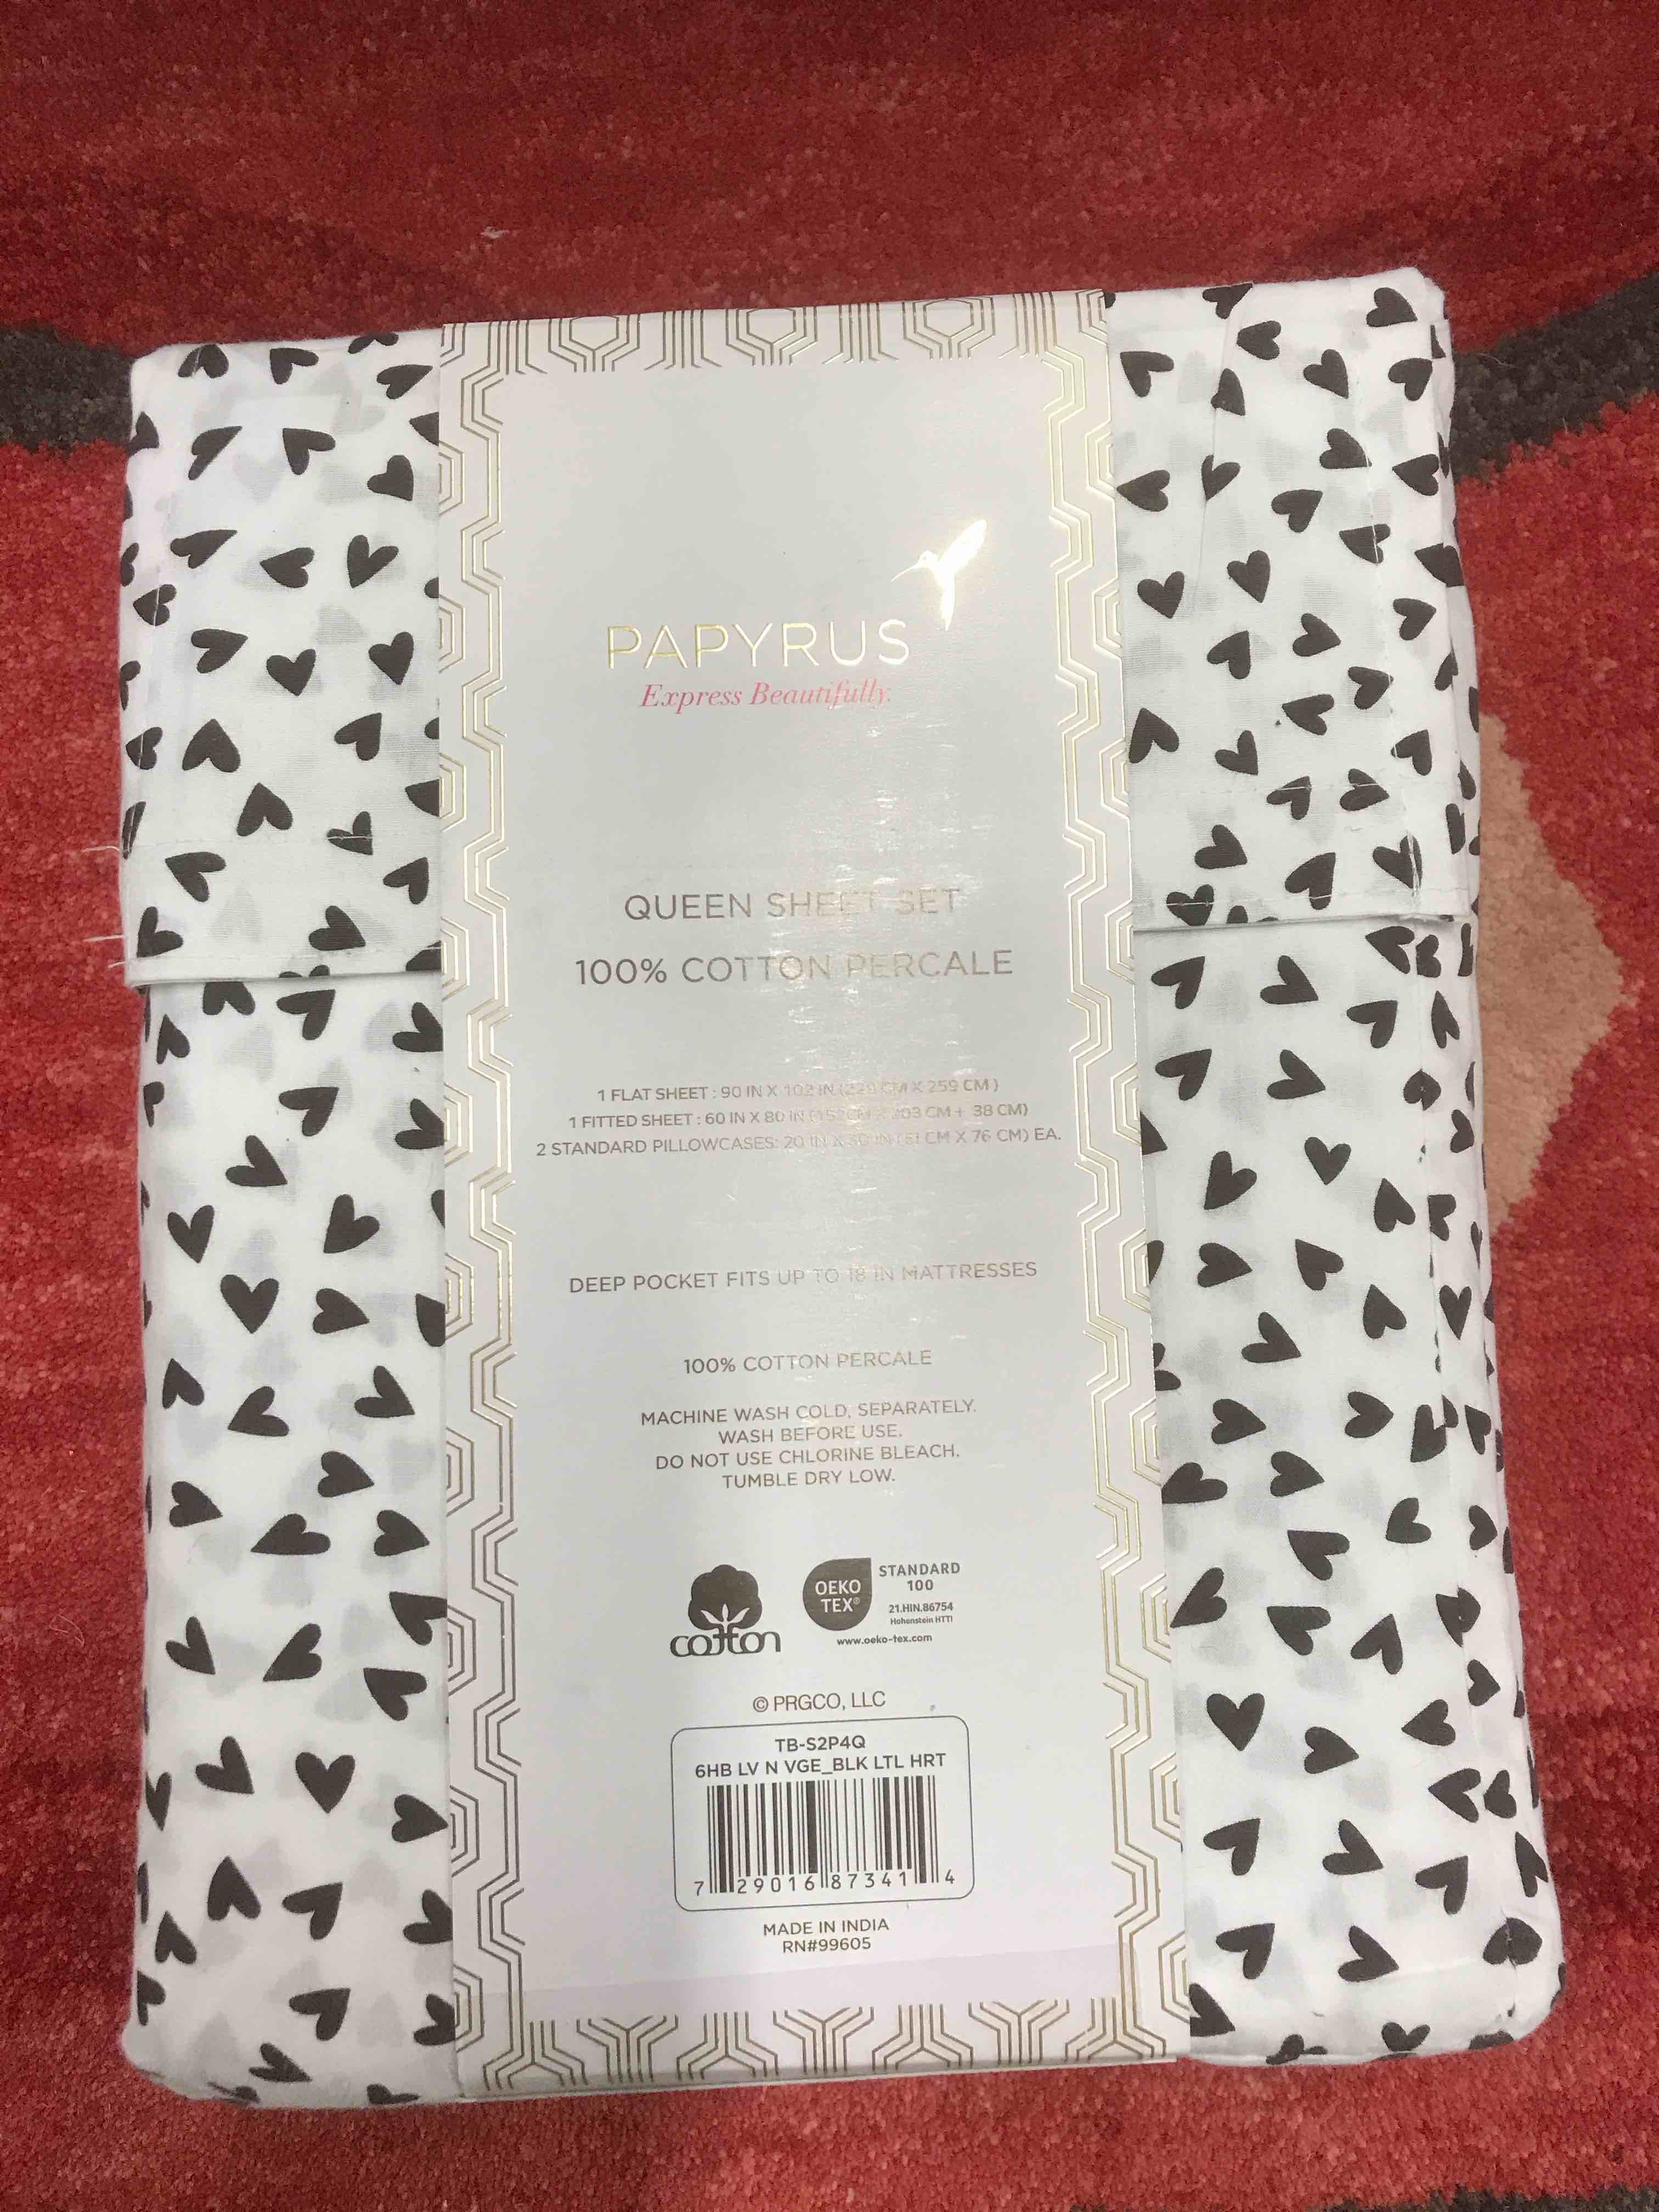 PAPYRUS
Express Beautifully.
QUEEN SHEET SET
100% COTTON PERCALE
1 FLAT SHEET : 90 IN X 102 IN (229 CM X 259 CM )
1 FITTED SHEET : 60 IN X 80 IN (152CM X 203 CM + 38 CM)
2 STANDARD PILLOWCASES: 20 IN X 30 IN (51 CM X 76 CM) EA.
DEEP POCKET FITS UP TO 18 IN MATTRESSES
100% COTTON PERCALE
MACHINE WASH COLD, SEPARATELY.
WASH BEFORE USE.
DO NOT USE CHLORINE BLEACH.
TUMBLE DRY LOW.
cotton
OEKO
TEX®
STANDARD
100
21.HIN.86754
Hohenstein HTTI
www.oeko-tex.com
© PRGCO, LLC
TB-S2P4Q
6HB LV N VGE_BLK LTL HRT
7 29016 87341 4
MADE IN INDIA
RN#99605